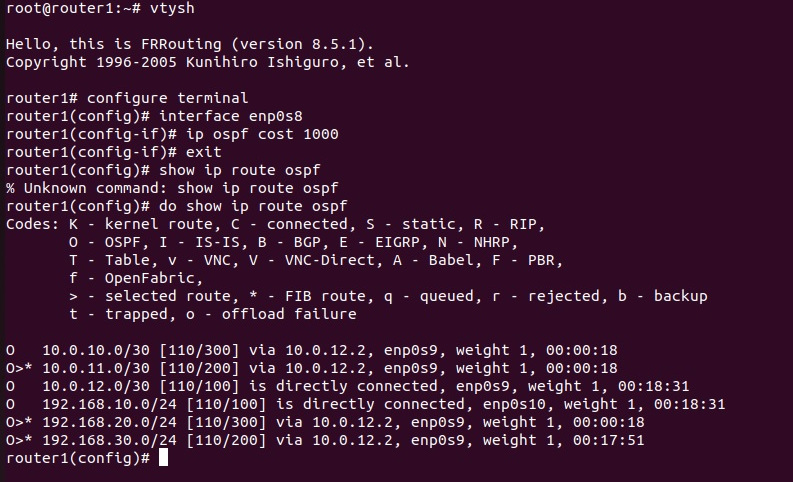 root@router1:~# vtysh
Hello, this is FRRouting (version 8.5.1).
Copyright 1996-2005 Kunihiro Ishiguro, et al.
router1# configure terminal
router1(config)# interface enp0s8
router1(config-if)# ip ospf cost 1000
router1(config-if)# exit
router1(config)# show ip route ospf
% Unknown command: show ip route ospf
router1(config)# do show ip route ospf
Codes: K - kernel route, C - connected, S - static, R - RIP,
       O - OSPF, I - IS-IS, B - BGP, E - EIGRP, N - NHRP,
       T - Table, v - VNC, V - VNC-Direct, A - Babel, F - PBR,
       f - OpenFabric,
       > - selected route, * - FIB route, q - queued, r - rejected, b - backup
       t - trapped, o - offload failure
O   10.0.10.0/30 [110/300] via 10.0.12.2, enp0s9, weight 1, 00:00:18
O>* 10.0.11.0/30 [110/200] via 10.0.12.2, enp0s9, weight 1, 00:00:18
O   10.0.12.0/30 [110/100] is directly connected, enp0s9, weight 1, 00:18:31
O   192.168.10.0/24 [110/100] is directly connected, enp0s10, weight 1, 00:18:31
O>* 192.168.20.0/24 [110/300] via 10.0.12.2, enp0s9, weight 1, 00:00:18
O>* 192.168.30.0/24 [110/200] via 10.0.12.2, enp0s9, weight 1, 00:17:51
router1(config)#